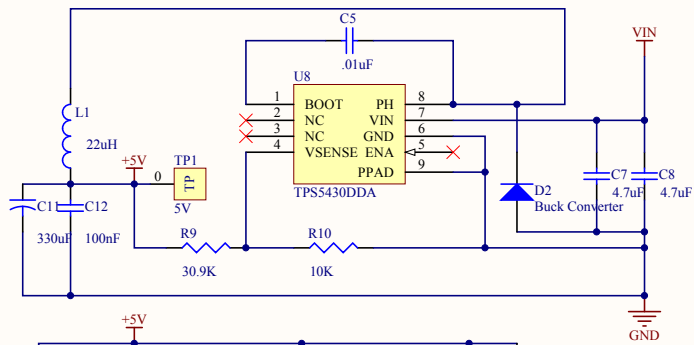 C5
.01uF
VIN
U8
1 BOOT PH 8
2 NC VIN 7
3 NC GND 6
4 VSENSE ENA 5
PPAD 9
TPS5430DDA
L1
22uH
+5V
TP1
0 TP
5V
C11
330uF
C12
100nF
R9
30.9K
R10
10K
D2
Buck Converter
C7
4.7uF
C8
4.7uF
GND
+5V